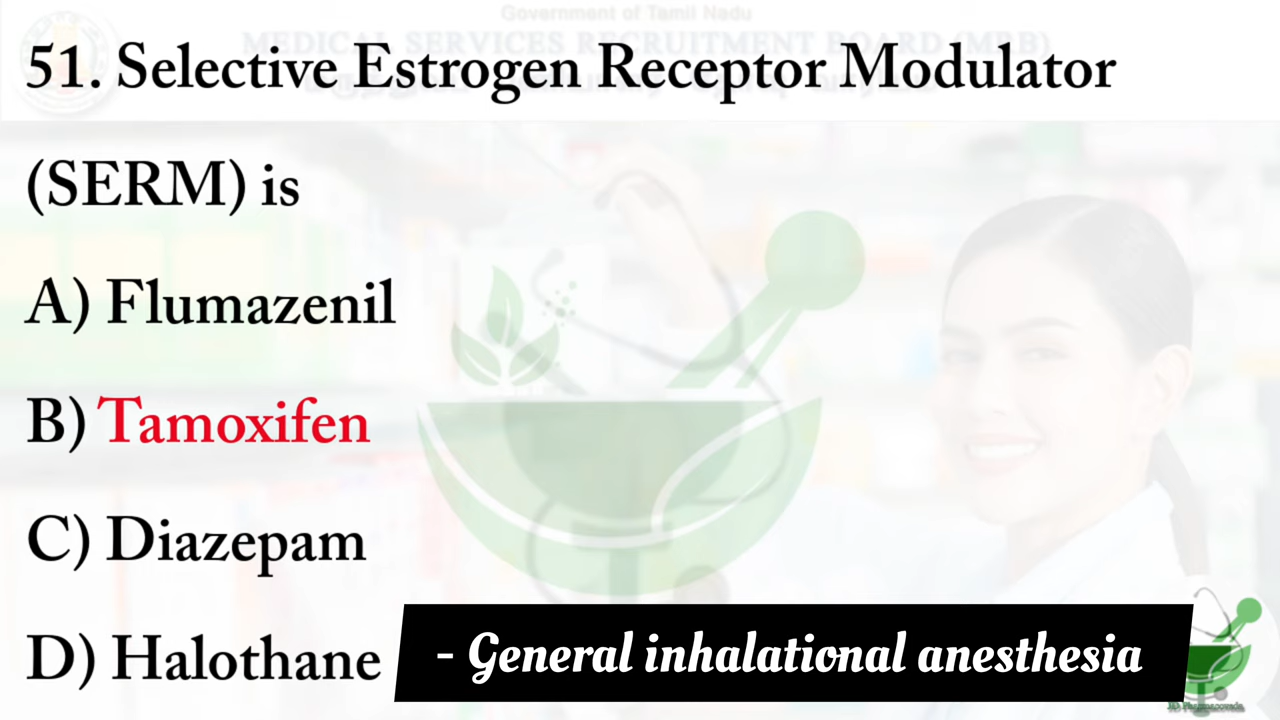 Government of Tamil Nadu
MEDICAL SERVICES RECRUITMENT BOARD (MRB)
51. Selective Estrogen Receptor Modulator
(SERM) is
A) Flumazenil
B) Tamoxifen
C) Diazepam
D) Halothane - General inhalational anesthesia